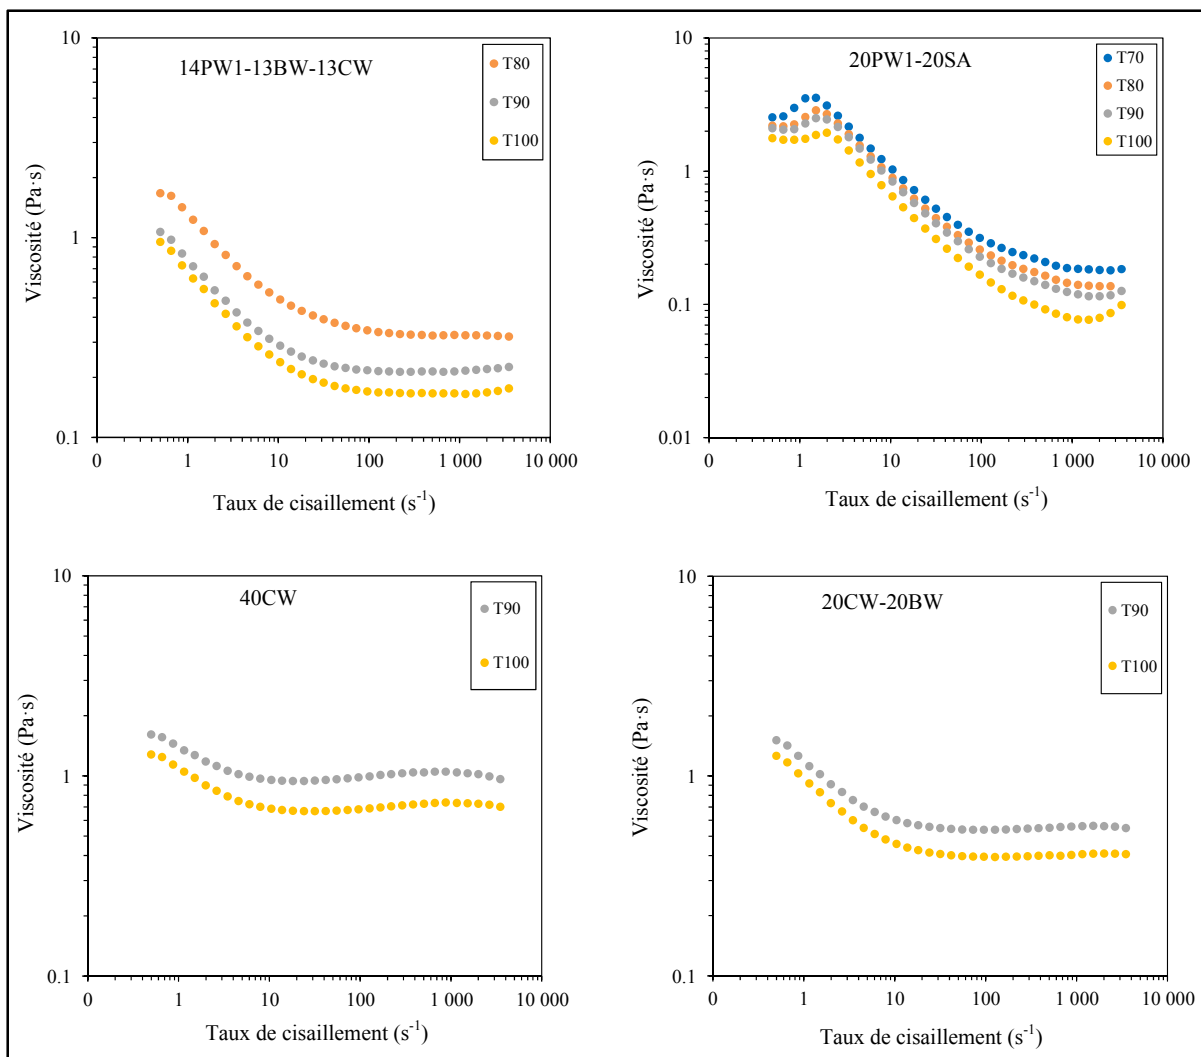 10
14PW1-13BW-13CW
T80
T90
T100
1
0.1
Viscosité (Pa·s)
0 1 10 100 1 000 10 000
Taux de cisaillement (s⁻¹)
10
20PW1-20SA
T70
T80
T90
T100
1
0.1
0.01
Viscosité (Pa·s)
0 1 10 100 1 000 10 000
Taux de cisaillement (s⁻¹)
10
40CW
T90
T100
1
0.1
Viscosité (Pa·s)
0 1 10 100 1 000 10 000
Taux de cisaillement (s⁻¹)
10
20CW-20BW
T90
T100
1
0.1
Viscosité (Pa·s)
0 1 10 100 1 000 10 000
Taux de cisaillement (s⁻¹)